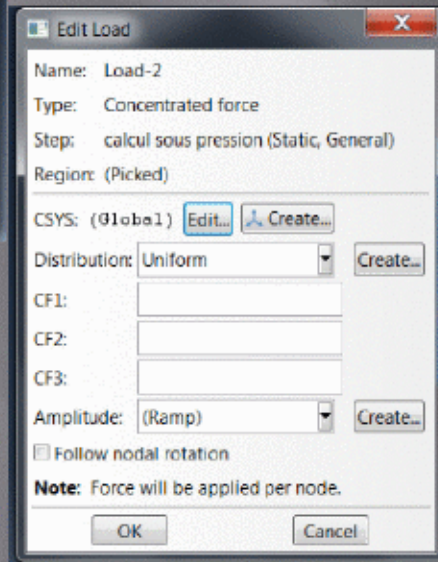 Edit Load
Name: Load-2
Type: Concentrated force
Step: calcul sous pression (Static, General)
Region: (Picked)
CSYS: (Global) Edit... Create...
Distribution: Uniform Create...
CF1:
CF2:
CF3:
Amplitude: (Ramp) Create...
Follow nodal rotation
Note: Force will be applied per node.
OK Cancel